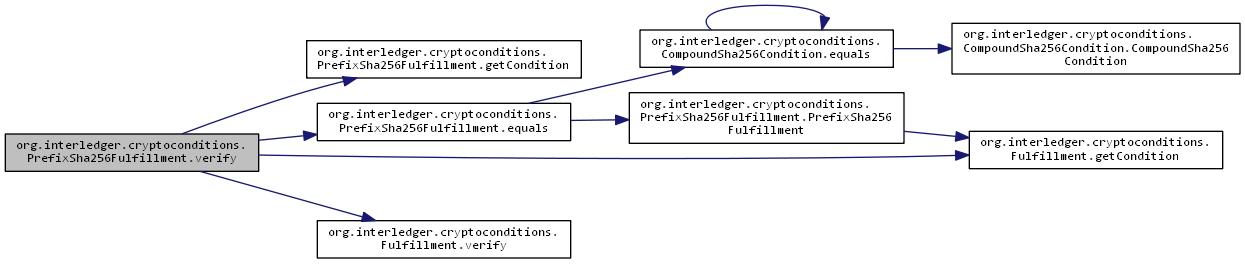 org.interledger.cryptoconditions.
PrefixSha256Fulfillment.verify
org.interledger.cryptoconditions.
PrefixSha256Fulfillment.getCondition
org.interledger.cryptoconditions.
PrefixSha256Fulfillment.equals
org.interledger.cryptoconditions.
Fulfillment.verify
org.interledger.cryptoconditions.
CompoundSha256Condition.equals
org.interledger.cryptoconditions.
PrefixSha256Fulfillment.PrefixSha256
Fulfillment
org.interledger.cryptoconditions.
CompoundSha256Condition.CompoundSha256
Condition
org.interledger.cryptoconditions.
Fulfillment.getCondition